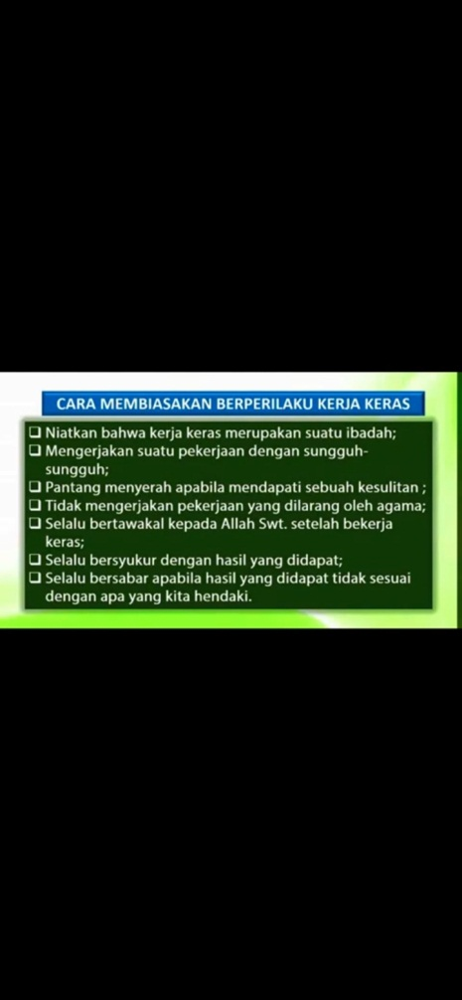 CARA MEMBIASAKAN BERPERILAKU KERJA KERAS
❑ Niatkan bahwa kerja keras merupakan suatu ibadah;
❑ Mengerjakan suatu pekerjaan dengan sungguh-
sungguh;
❑ Pantang menyerah apabila mendapati sebuah kesulitan ;
❑ Tidak mengerjakan pekerjaan yang dilarang oleh agama;
❑ Selalu bertawakal kepada Allah Swt. setelah bekerja
keras;
❑ Selalu bersyukur dengan hasil yang didapat;
❑ Selalu bersabar apabila hasil yang didapat tidak sesuai
dengan apa yang kita hendaki.